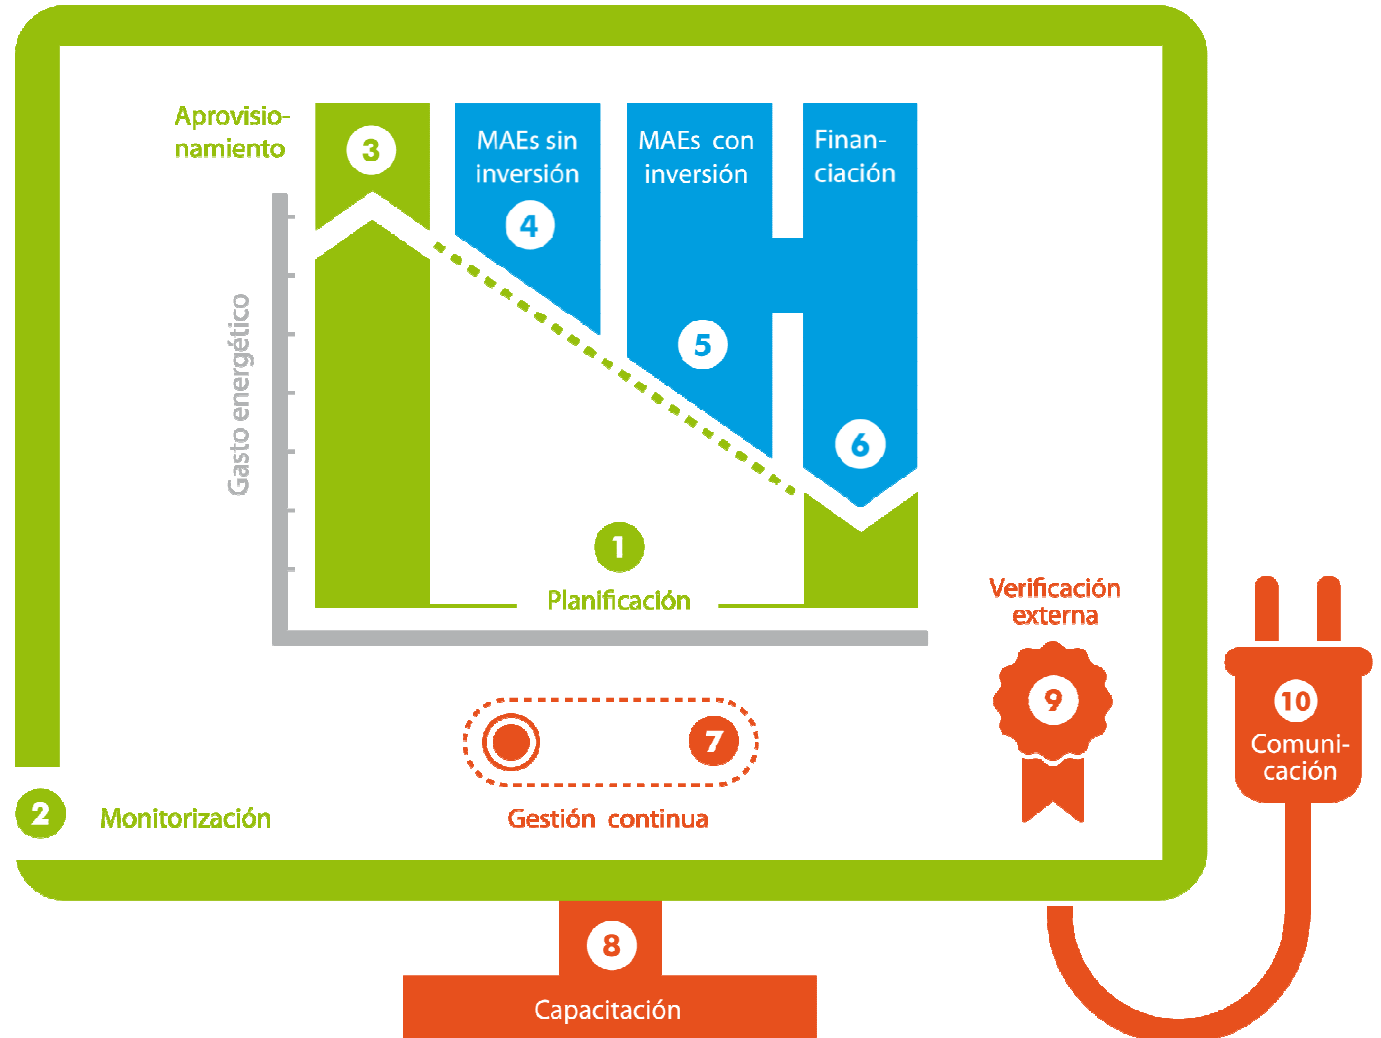 Aprovisio-
namiento
3
MAEs sin
inversión
4
MAEs con
inversión
5
Finan-
ciación
6
Gasto energético
1
Planificación
Verificación
externa
9
10
Comuni-
cación
7
Gestión continua
2
Monitorización
8
Capacitación